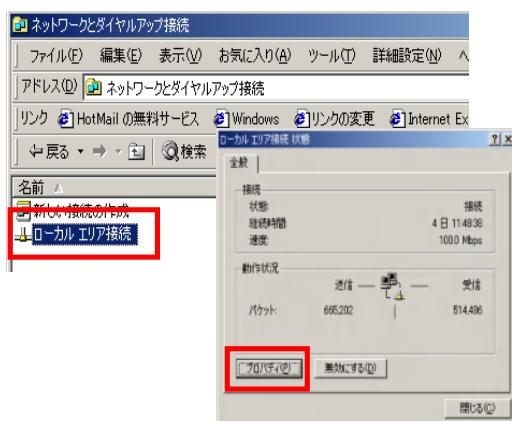 ネットワークとダイヤルアップ接続
ファイル(F) 編集(E) 表示(V) お気に入り(A) ツール(T) 詳細設定(N) ヘ
アドレス(D) ネットワークとダイヤルアップ接続
リンク HotMail の無料サービス Windows リンクの変更 Internet Ex
戻る 検索
名前
新しい接続の作成
ローカル エリア接続
ローカル エリア接続 状態
全般
接続
状態: 接続
継続時間: 4 日 11:48:38
速度: 100.0 Mbps
動作状況
送信 受信
パケット: 665,202 514,486
プロパティ(P) 無効にする(D)
閉じる(C)